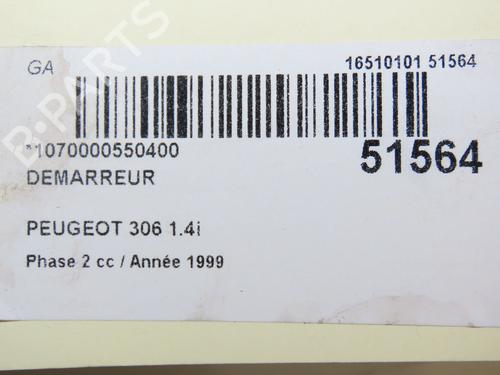 GA
16510101 51564
*1070000550400
51564
DEMARREUR
PEUGEOT 306 1.4i
Phase 2 cc / Année 1999
B-PARTS